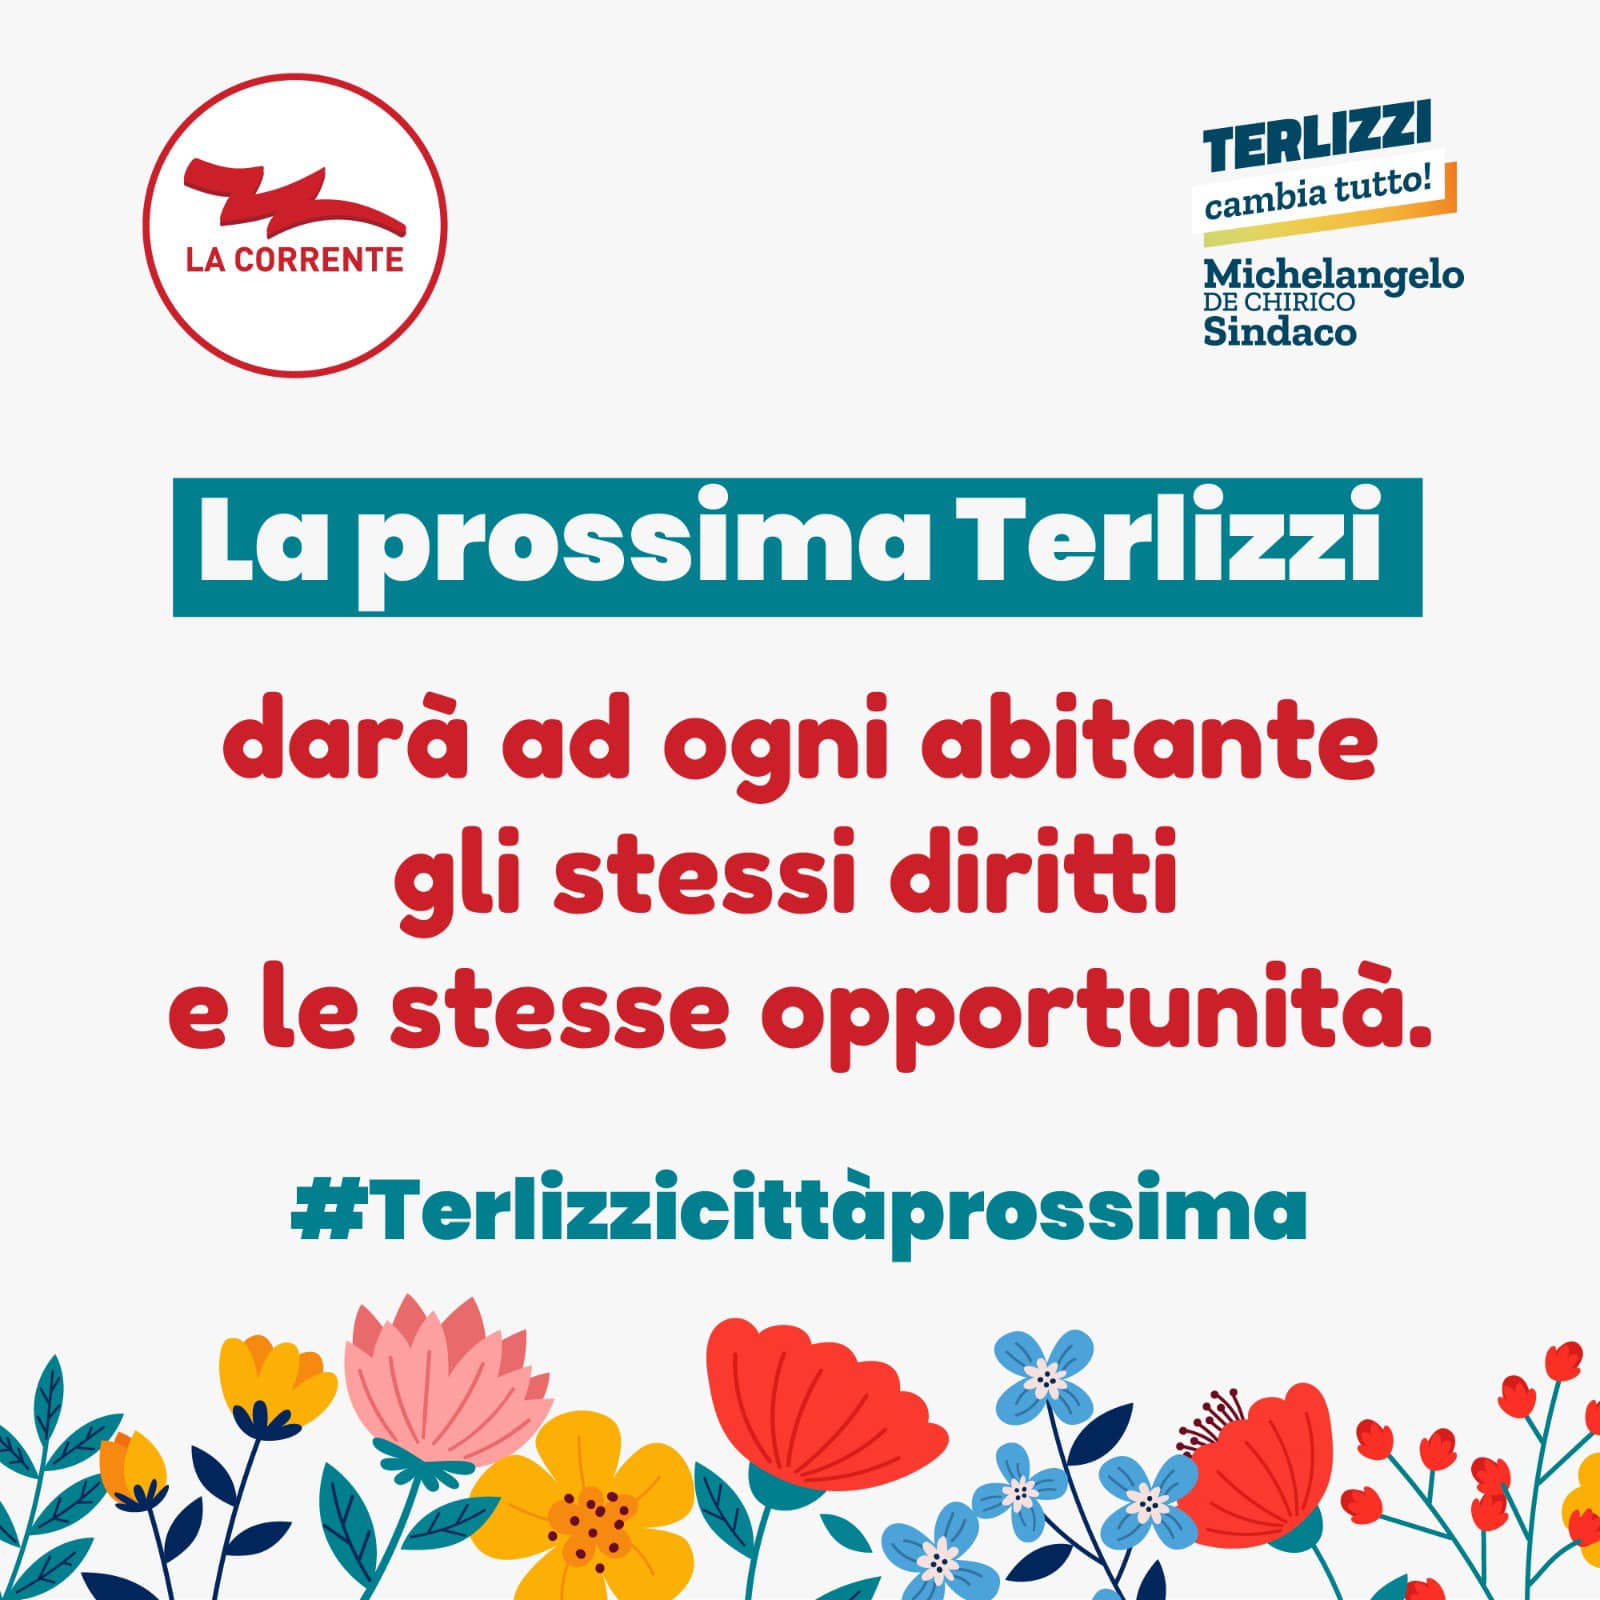 LA CORRENTE
TERLIZZI
cambia tutto!
Michelangelo
DE CHIRICO
Sindaco
La prossima Terlizzi
darà ad ogni abitante
gli stessi diritti
e le stesse opportunità.
#Terlizzicittàprossima